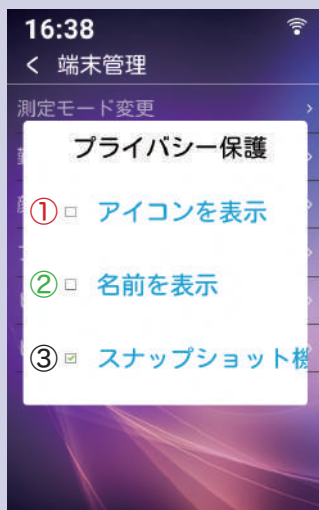 16:38
< 端末管理
測定モード変更 >
プライバシー保護
① アイコンを表示
② 名前を表示
③ スナップショット機